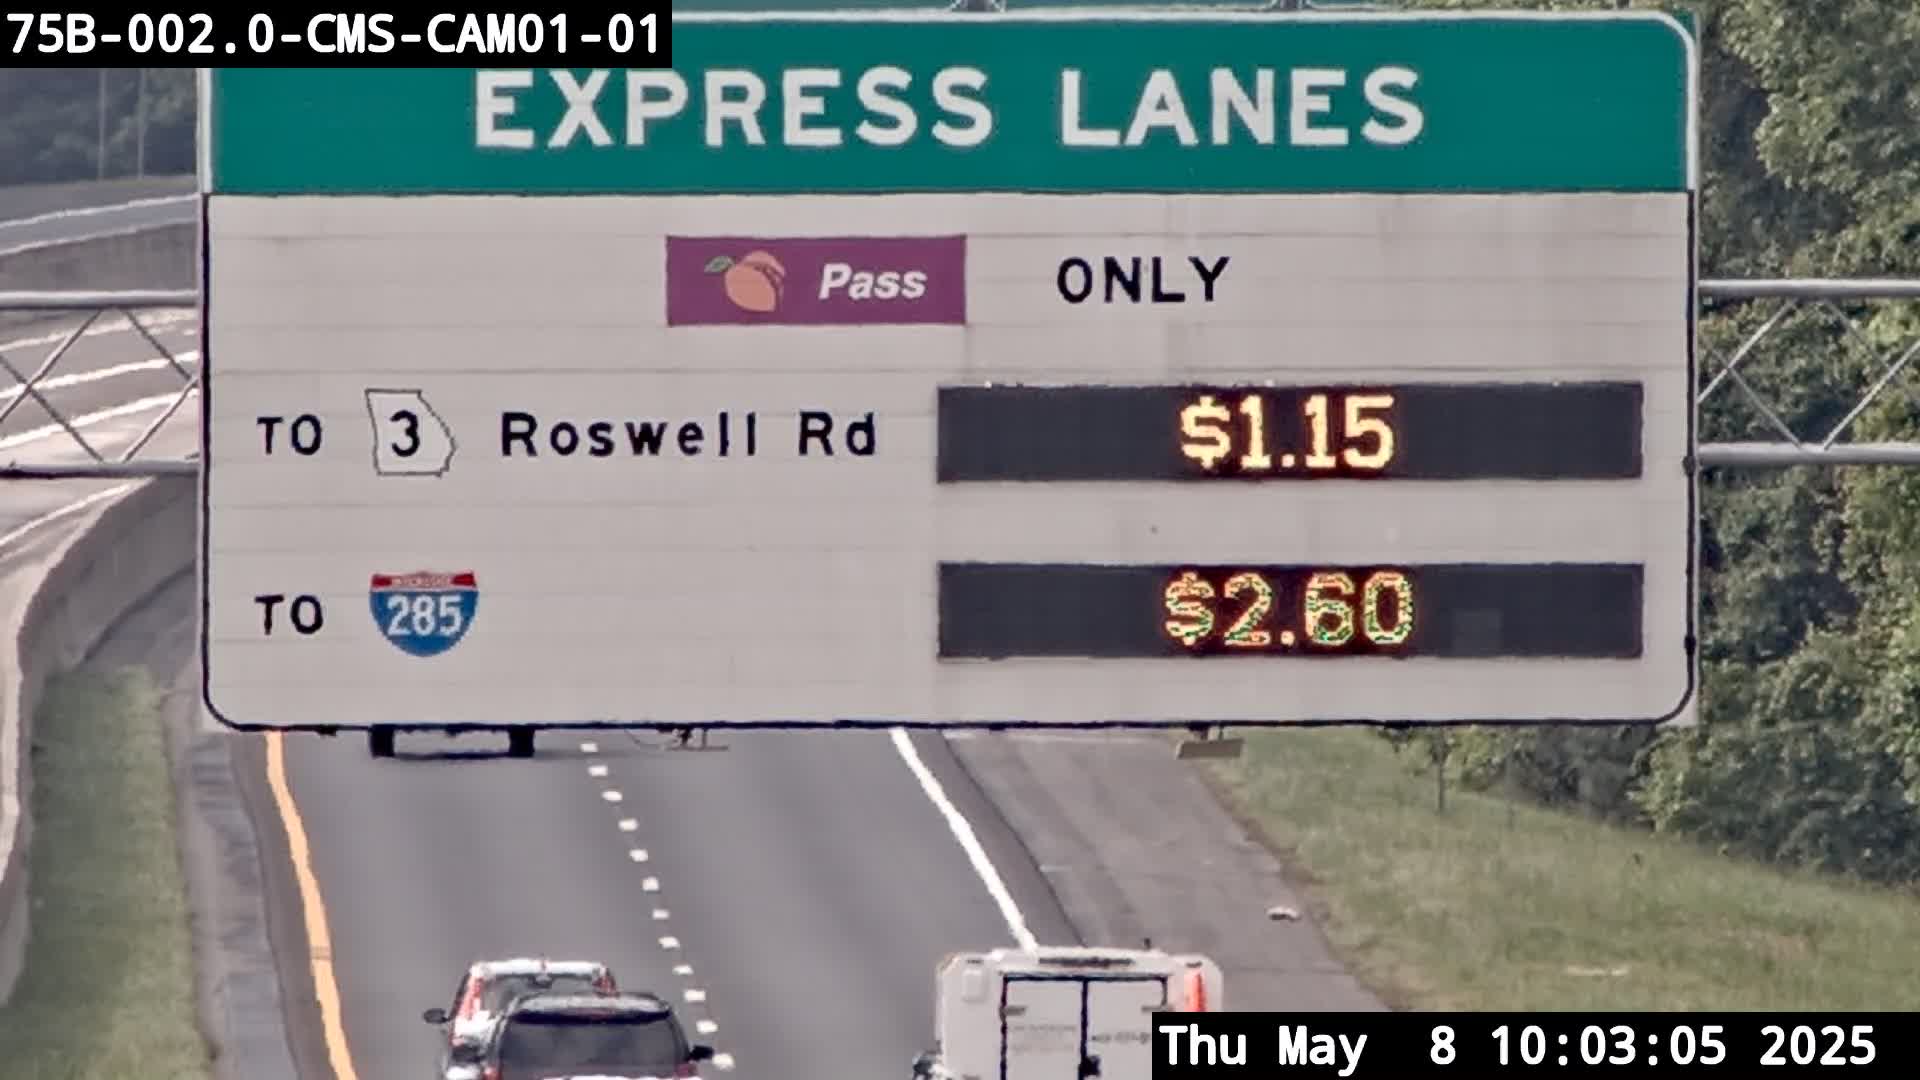 75B-002.0-CMS-CAM01-01
EXPRESS LANES
Pass ONLY
TO 3 Roswell Rd $1.15
INTERSTATE
TO 285 $2.60
Thu May 8 10:03:05 2025